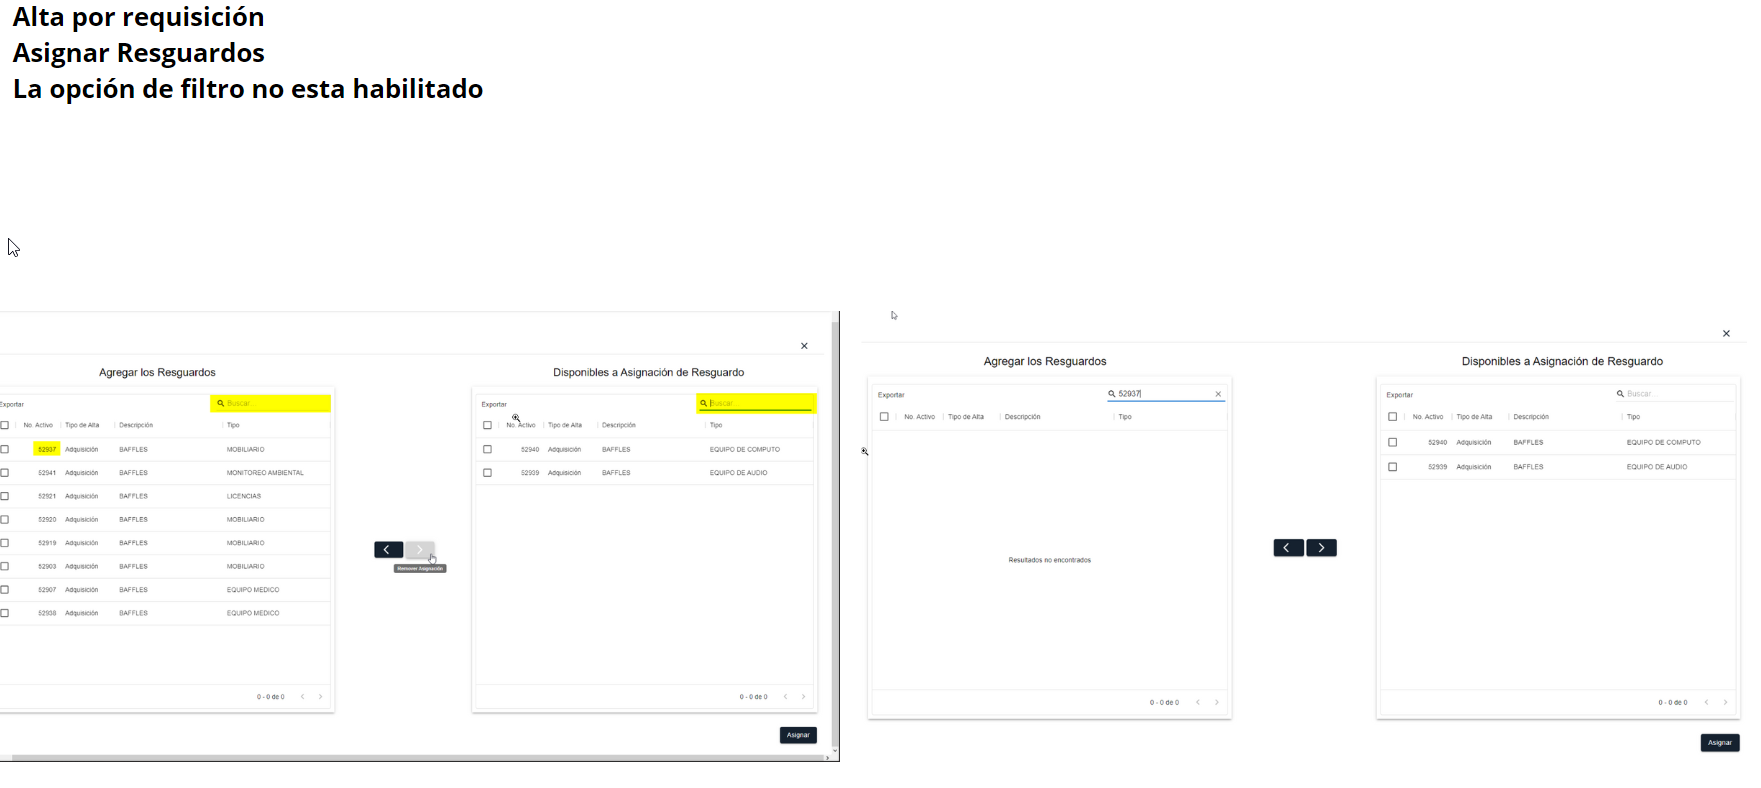 Alta por requisición
Asignar Resguardos
La opción de filtro no esta habilitado
Agregar los Resguardos
Exportar
Buscar...
No. Activo Tipo de Alta Descripción Tipo
52937 Adquisición BAFFLES MOBILIARIO
52941 Adquisición BAFFLES MONITOREO AMBIENTAL
52921 Adquisición BAFFLES LICENCIAS
52920 Adquisición BAFFLES MOBILIARIO
52919 Adquisición BAFFLES MOBILIARIO
52903 Adquisición BAFFLES MOBILIARIO
52907 Adquisición BAFFLES EQUIPO MEDICO
52908 Adquisición BAFFLES EQUIPO MEDICO
0 - 0 de 0
Remover Asignación
Disponibles a Asignación de Resguardo
Exportar
Buscar...
No. Activo Tipo de Alta Descripción Tipo
52940 Adquisición BAFFLES EQUIPO DE COMPUTO
52939 Adquisición BAFFLES EQUIPO DE AUDIO
0 - 0 de 0
Asignar
Agregar los Resguardos
Exportar
52937
No. Activo Tipo de Alta Descripción Tipo
Resultados no encontrados
0 - 0 de 0
Disponibles a Asignación de Resguardo
Exportar
Buscar...
No. Activo Tipo de Alta Descripción Tipo
52940 Adquisición BAFFLES EQUIPO DE COMPUTO
52939 Adquisición BAFFLES EQUIPO DE AUDIO
0 - 0 de 0
Asignar